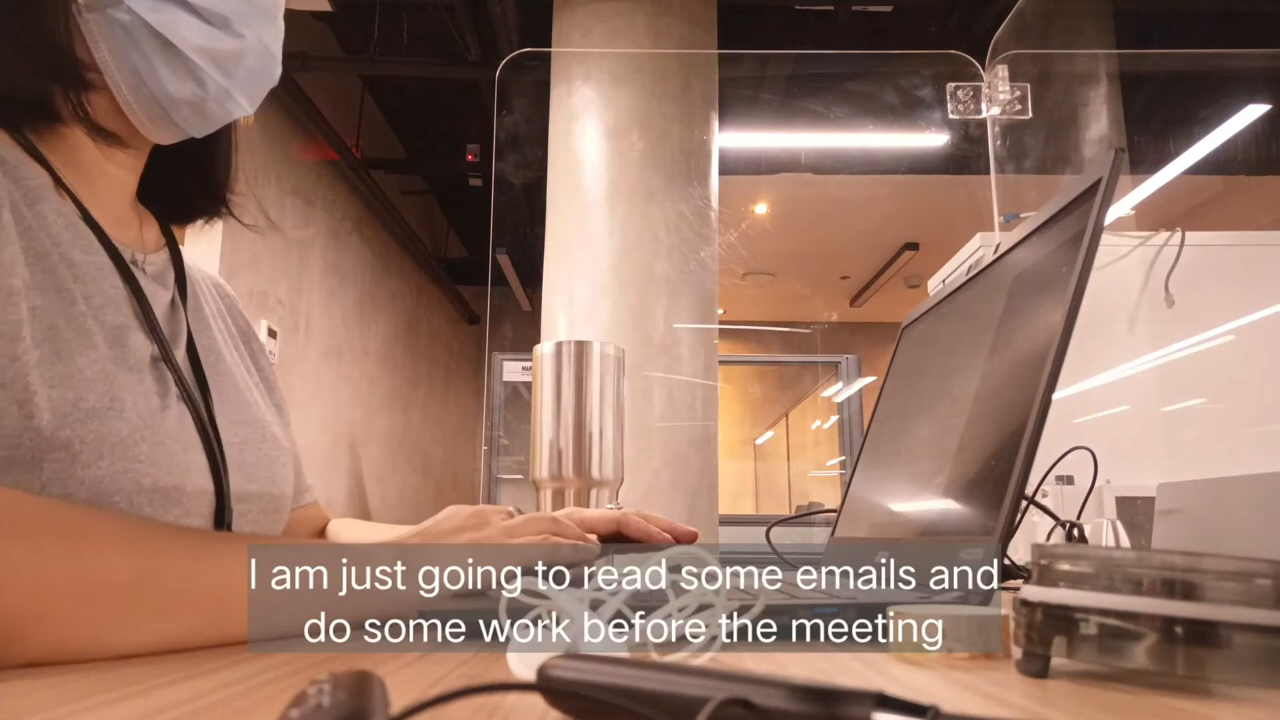 I am just going to read some emails and
do some work before the meeting